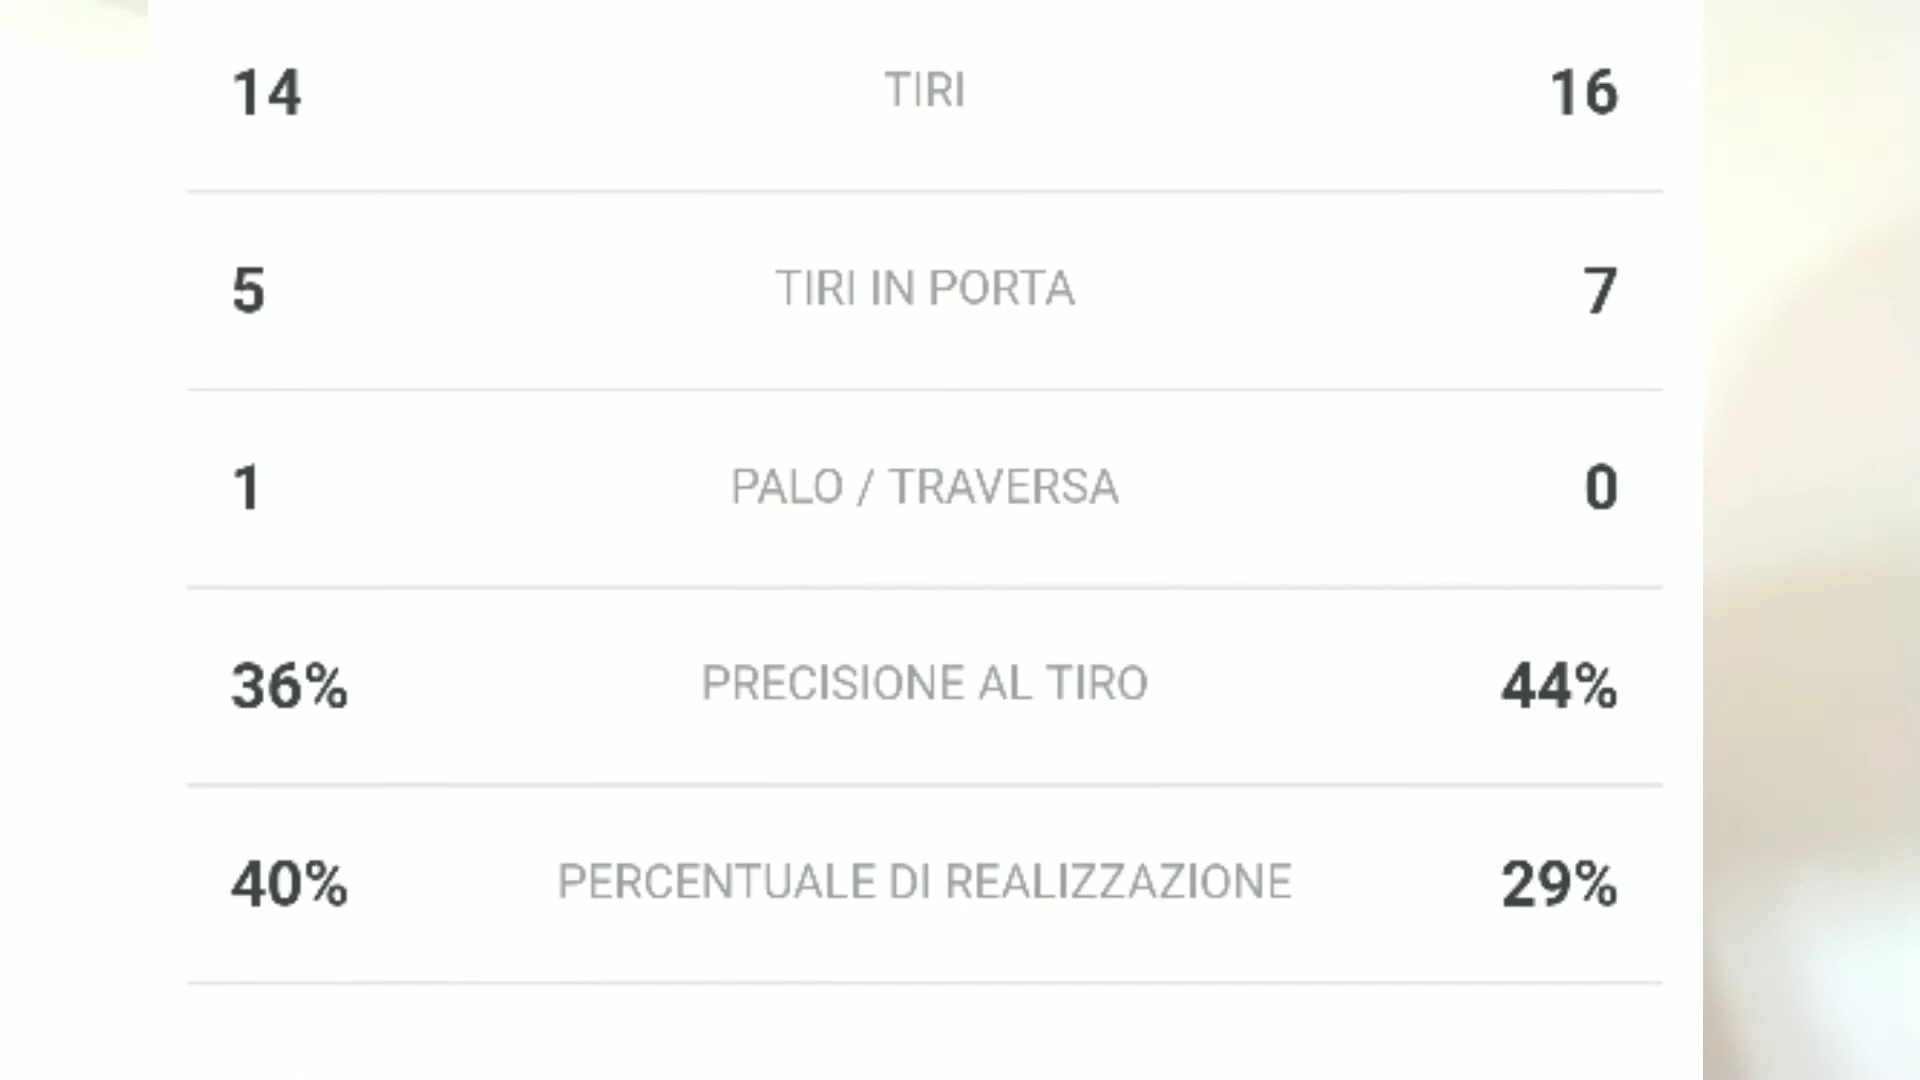 14 TIRI 16
5 TIRI IN PORTA 7
1 PALO / TRAVERSA 0
36% PRECISIONE AL TIRO 44%
40% PERCENTUALE DI REALIZZAZIONE 29%